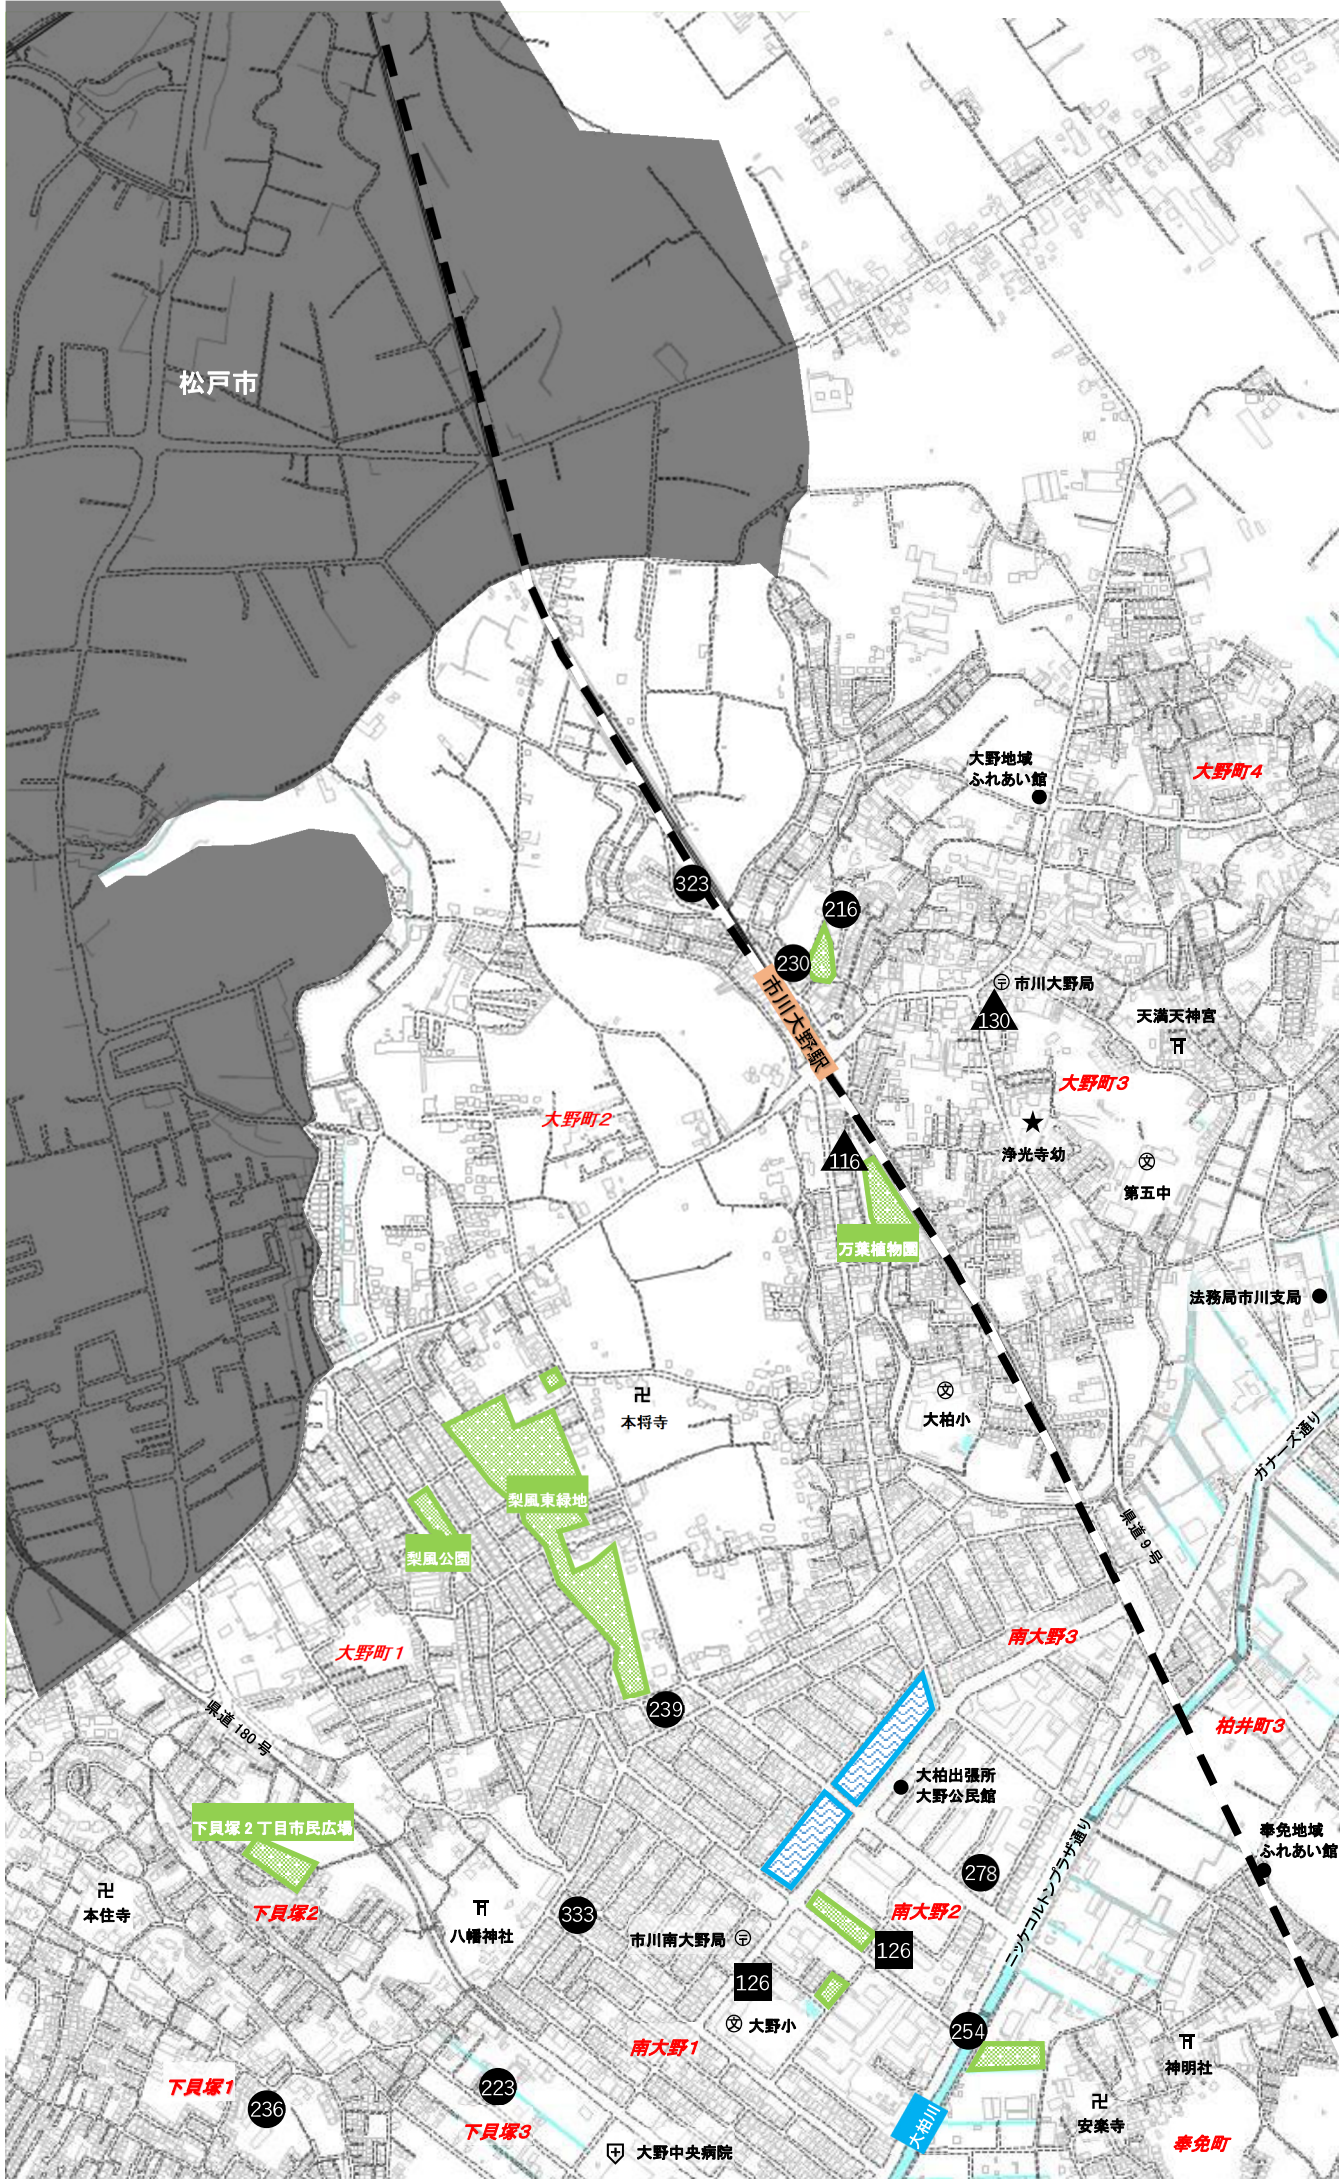 松戸市
大野地域
ふれあい館
大野町4
323
216
230
市川大野駅
市川大野局
130
天満天神宮
大野町3
大野町2
浄光寺幼
116
文
第五中
万葉植物園
法務局市川支局
文
大柏小
本将寺
ガナーズ通り
梨風東緑地
県道9号
梨風公園
南大野3
大野町1
239
県道180号
柏井町3
大柏出張所
大野公民館
下貝塚2丁目市民広場
奉免地域
ふれあい館
278
ニッケコルトンプラザ通り
本住寺
下貝塚2
八幡神社
333
南大野2
市川南大野局
126
126
文 大野小
254
南大野1
神明社
下貝塚1
223
236
下貝塚3
大柏川
安楽寺
奉免町
大野中央病院